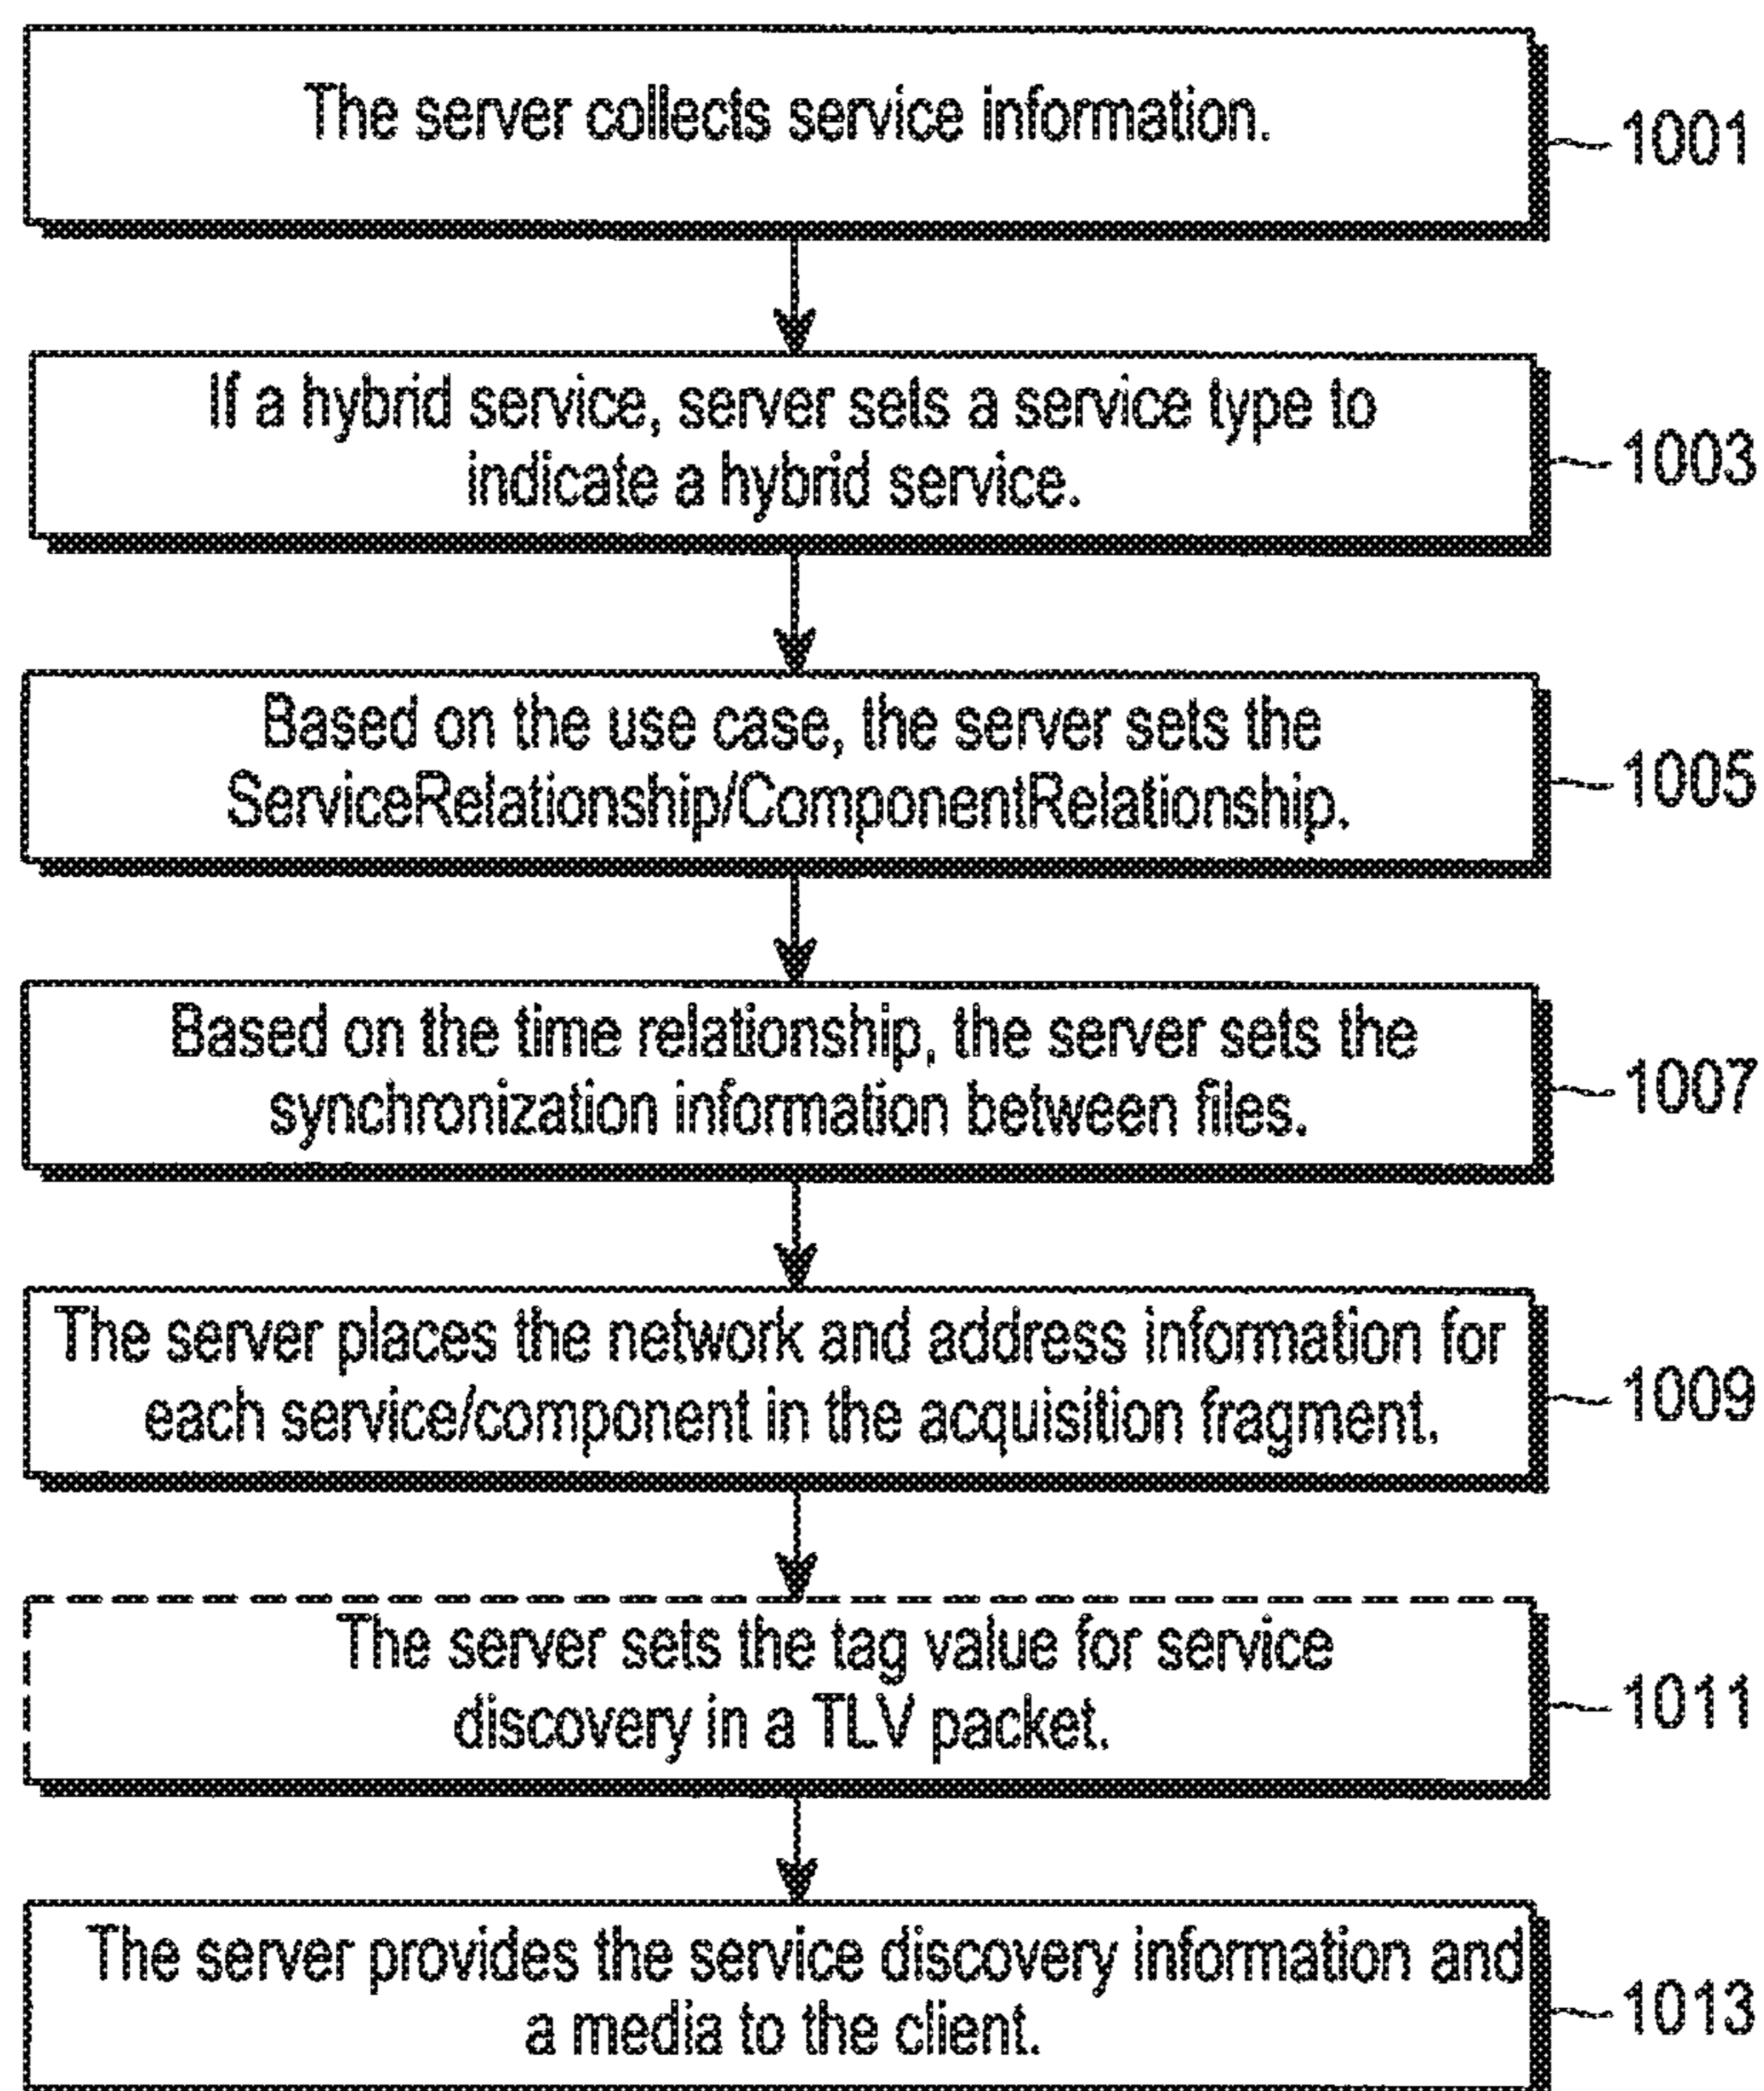 The server collects service information.
1001
If a hybrid service, server sets a service type to
indicate a hybrid service.
1003
Based on the use case, the server sets the
ServiceRelationship/ComponentRelationship.
1005
Based on the time relationship, the server sets the
synchronization information between files.
1007
The server places the network and address information for
each service/component in the acquisition fragment.
1009
The server sets the tag value for service
discovery in a TLV packet.
1011
The server provides the service discovery information and
a media to the client.
1013